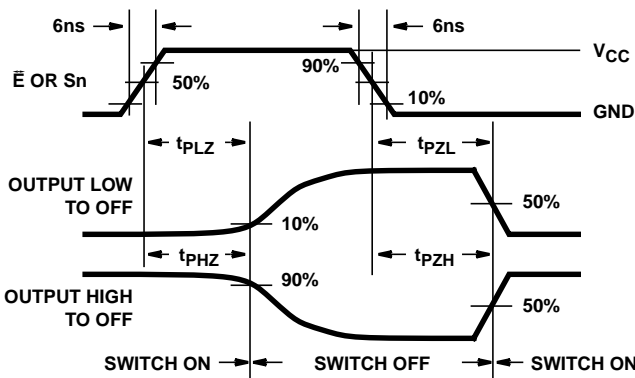 6ns
6ns
VCC
90%
Ē OR Sn
50%
10%
GND
tPLZ
tPZL
OUTPUT LOW
TO OFF
50%
10%
tPHZ
tPZH
90%
OUTPUT HIGH
TO OFF
50%
SWITCH ON
SWITCH OFF
SWITCH ON